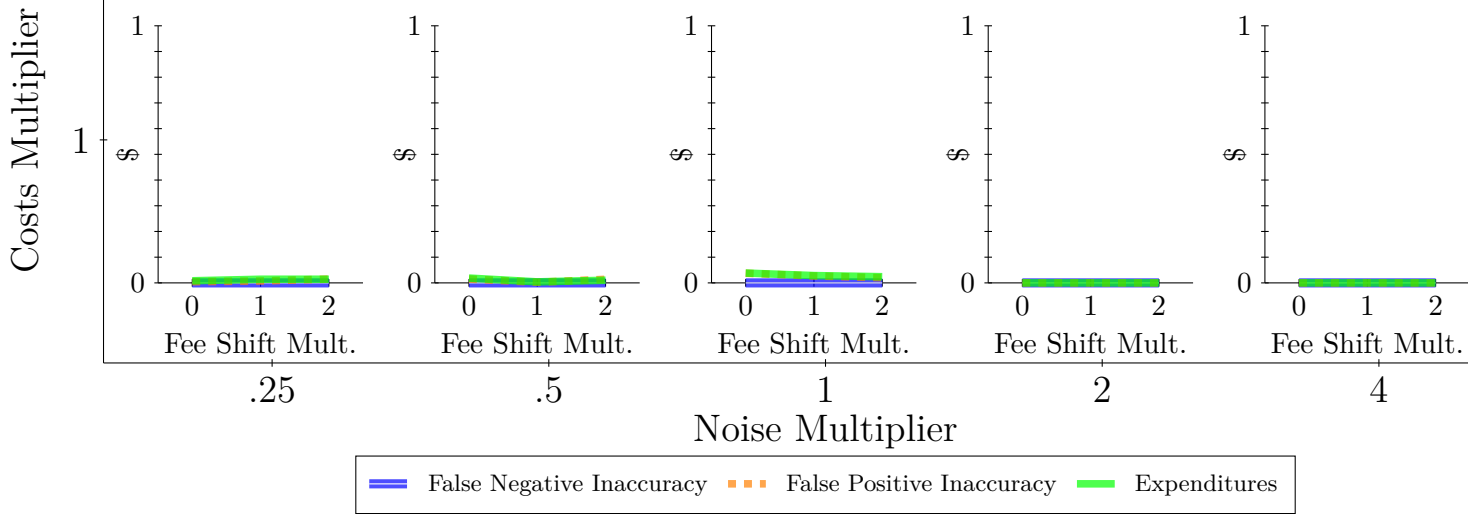 Costs Multiplier
1
1 1 1 1 1
$ $ $ $ $
0 0 0 0 0
0 1 2 0 1 2 0 1 2 0 1 2 0 1 2
Fee Shift Mult. Fee Shift Mult. Fee Shift Mult. Fee Shift Mult. Fee Shift Mult.
.25 .5 1 2 4
Noise Multiplier
False Negative Inaccuracy False Positive Inaccuracy Expenditures